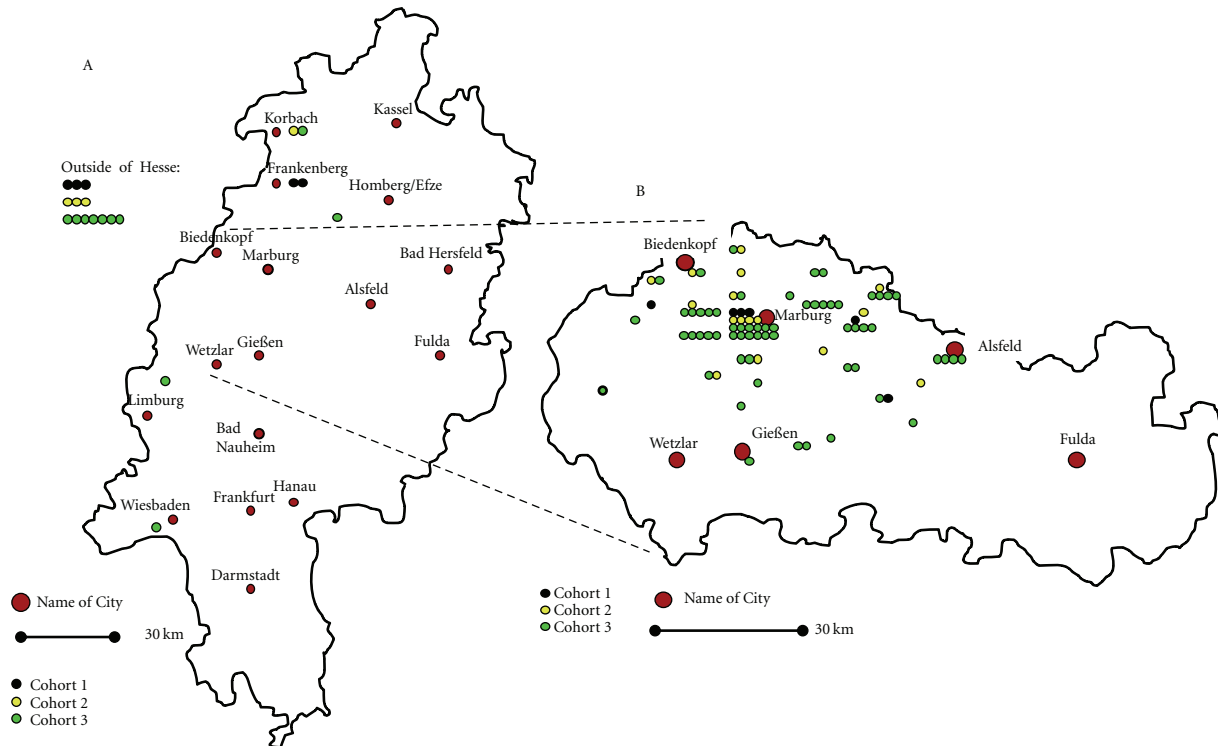 A
Korbach
Kassel
Outside of Hesse:
Frankenberg
Homberg/Efze
Biedenkopf
Marburg
Bad Hersfeld
Alsfeld
Gießen
Wetzlar
Fulda
Limburg
Bad
Nauheim
Hanau
Frankfurt
Wiesbaden
Darmstadt
Name of City
30 km
Cohort 1
Cohort 2
Cohort 3
B
Biedenkopf
Marburg
Alsfeld
Gießen
Wetzlar
Fulda
Cohort 1
Cohort 2
Cohort 3
Name of City
30 km